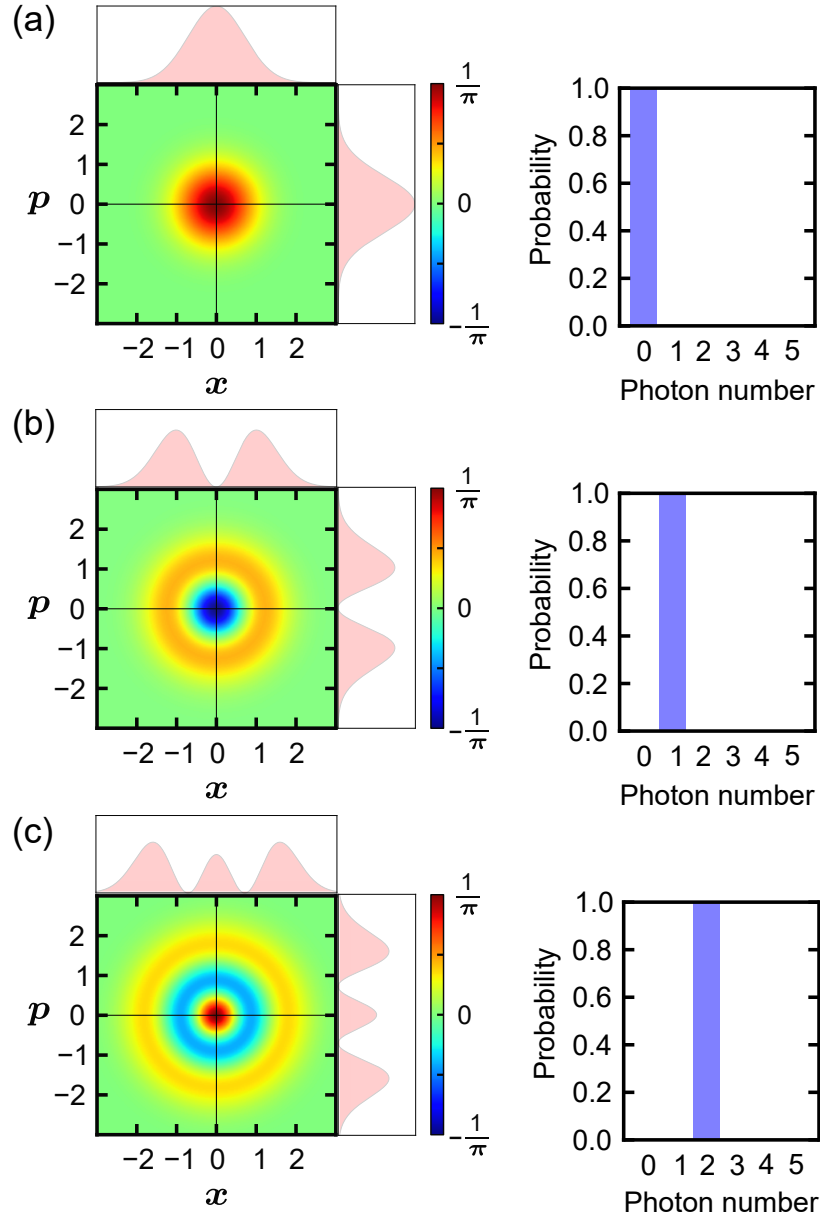 (a)
p
2
1
0
−1
−2
−2 −1 0 1 2
x
1/π
0
−1/π
Probability
1.0
0.8
0.6
0.4
0.2
0.0
0 1 2 3 4 5
Photon number
(b)
p
2
1
0
−1
−2
−2 −1 0 1 2
x
1/π
0
−1/π
Probability
1.0
0.8
0.6
0.4
0.2
0.0
0 1 2 3 4 5
Photon number
(c)
p
2
1
0
−1
−2
−2 −1 0 1 2
x
1/π
0
−1/π
Probability
1.0
0.8
0.6
0.4
0.2
0.0
0 1 2 3 4 5
Photon number